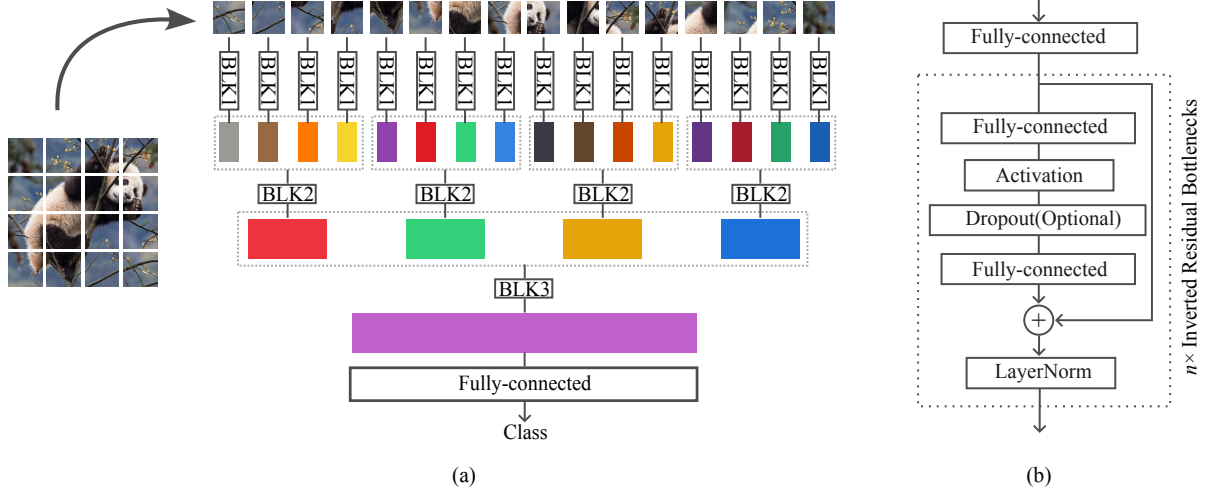 BLK1 BLK1 BLK1 BLK1 BLK1 BLK1 BLK1 BLK1 BLK1 BLK1 BLK1 BLK1 BLK1 BLK1 BLK1 BLK1
BLK2 BLK2 BLK2 BLK2
BLK3
Fully-connected
Class
(a)
Fully-connected
Fully-connected
Activation
Dropout(Optional)
Fully-connected
+
LayerNorm
n× Inverted Residual Bottlenecks
(b)